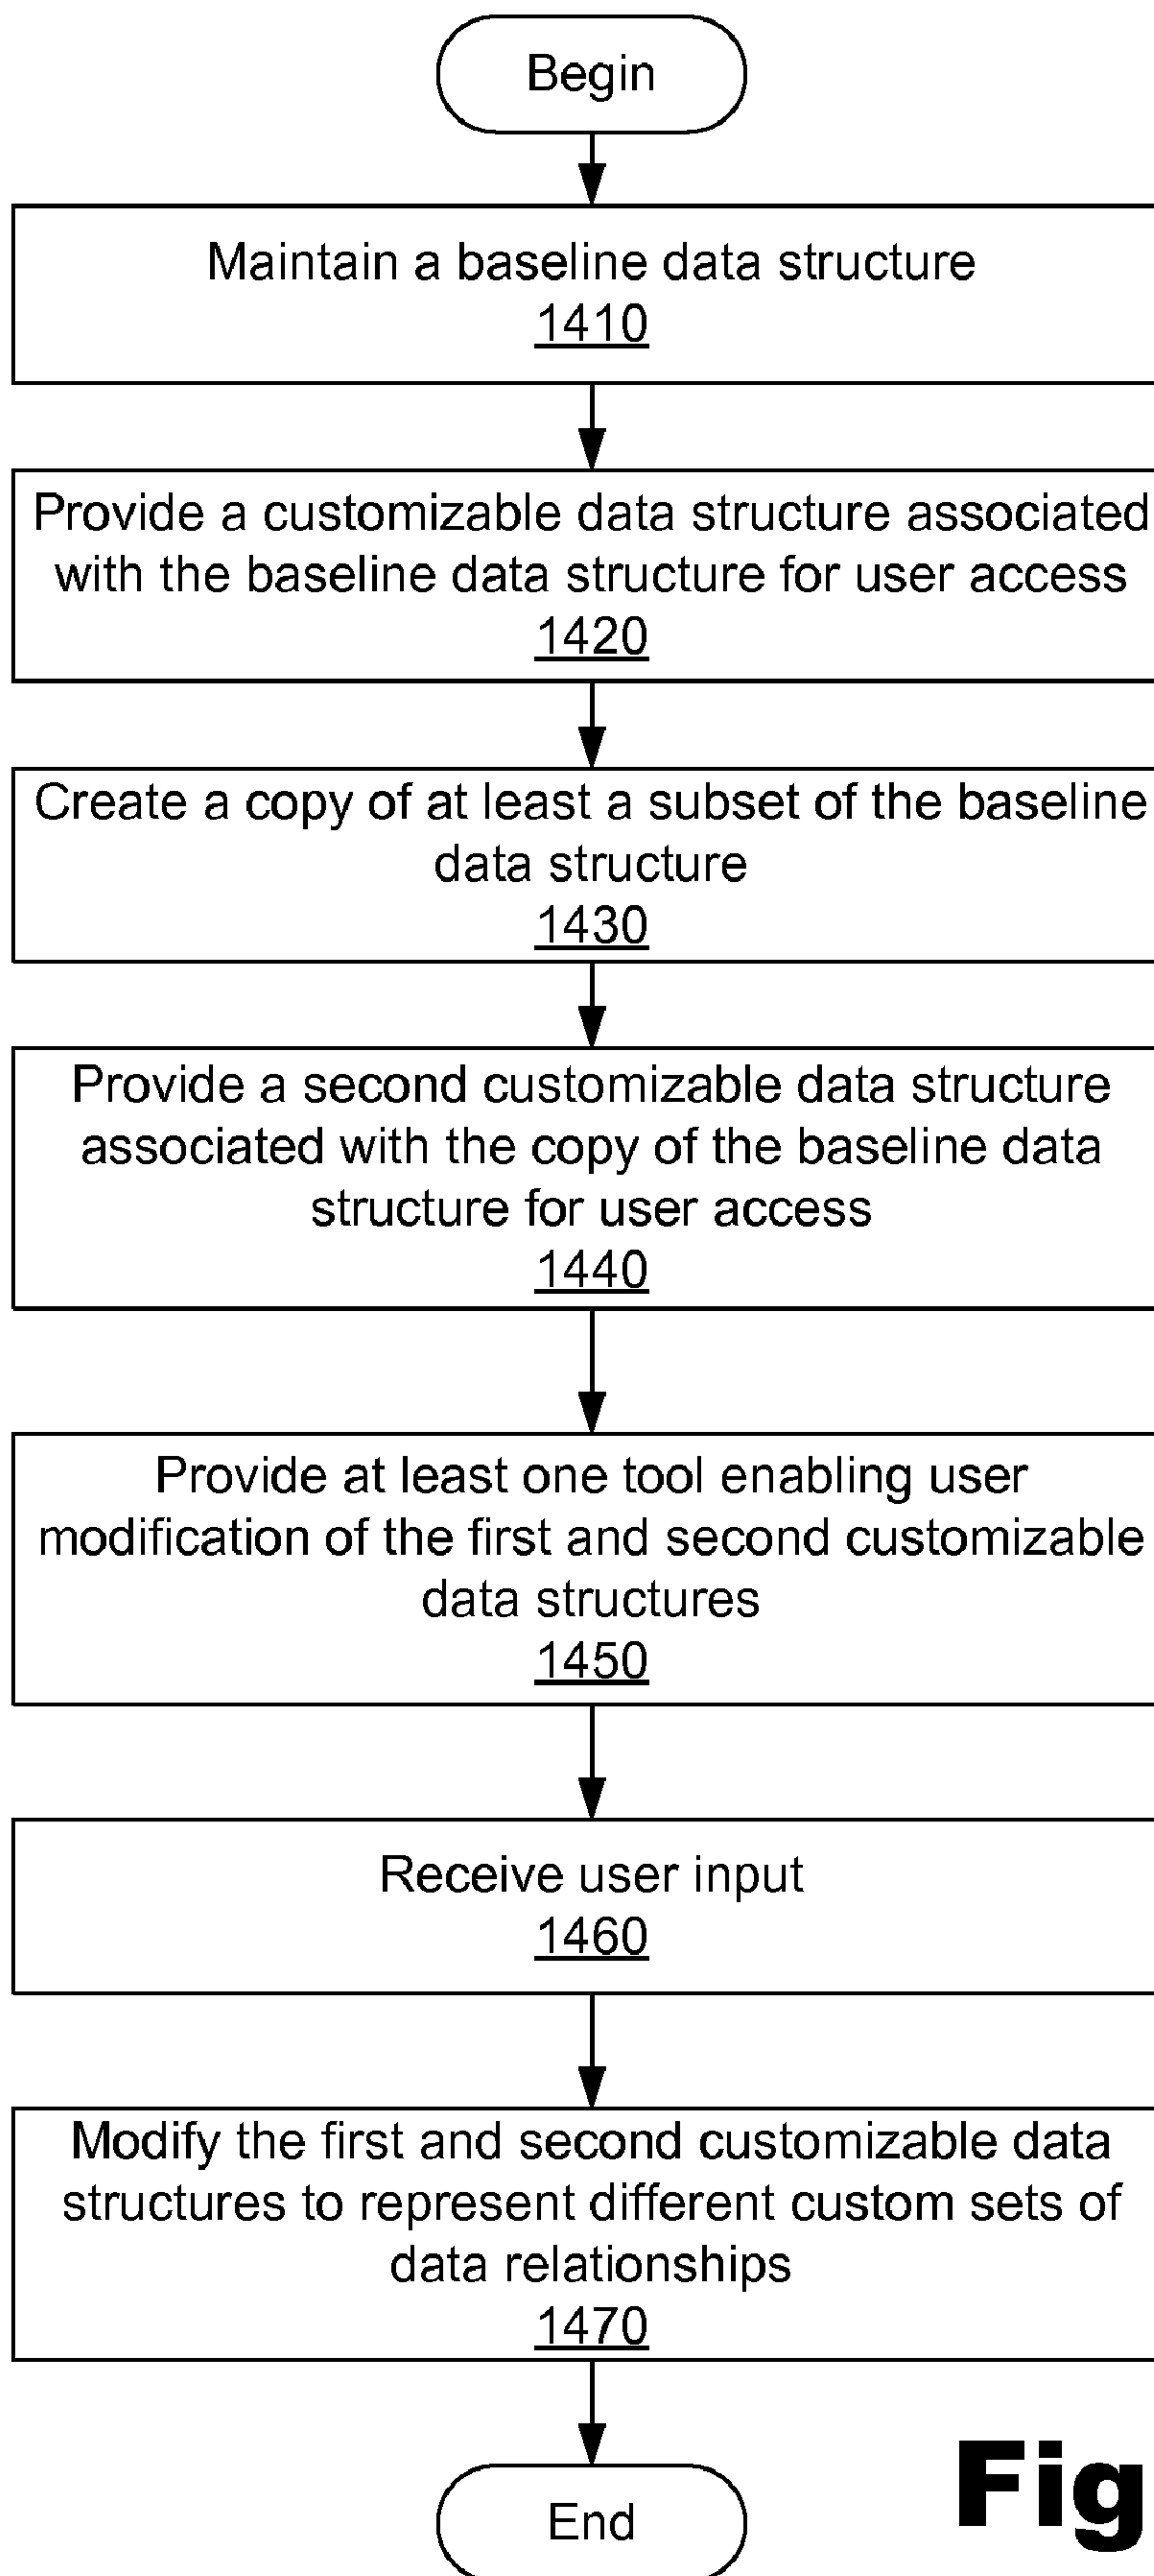 Begin
Maintain a baseline data structure
1410
Provide a customizable data structure associated
with the baseline data structure for user access
1420
Create a copy of at least a subset of the baseline
data structure
1430
Provide a second customizable data structure
associated with the copy of the baseline data
structure for user access
1440
Provide at least one tool enabling user
modification of the first and second customizable
data structures
1450
Receive user input
1460
Modify the first and second customizable data
structures to represent different custom sets of
data relationships
1470
End
Fig